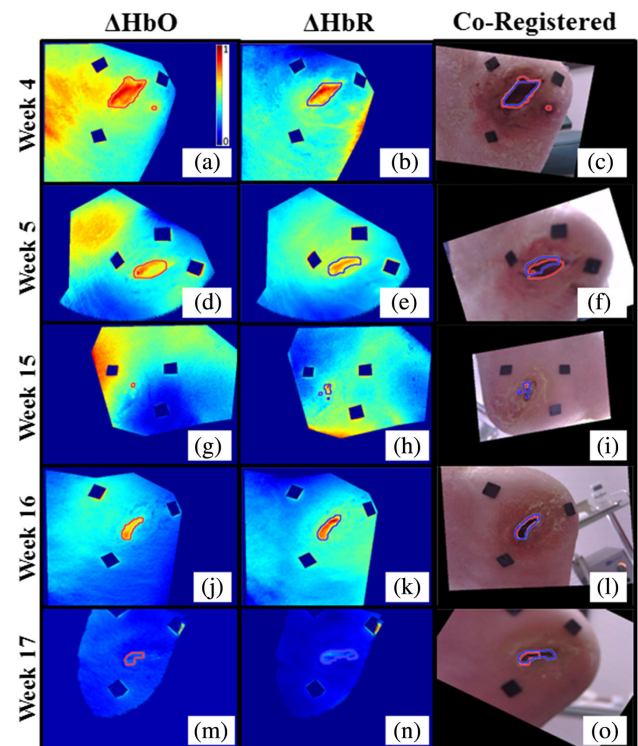 ΔHbO ΔHbR Co-Registered
Week 4
1
0
(a) (b) (c)
Week 5
(d) (e) (f)
Week 15
(g) (h) (i)
Week 16
(j) (k) (l)
Week 17
(m) (n) (o)